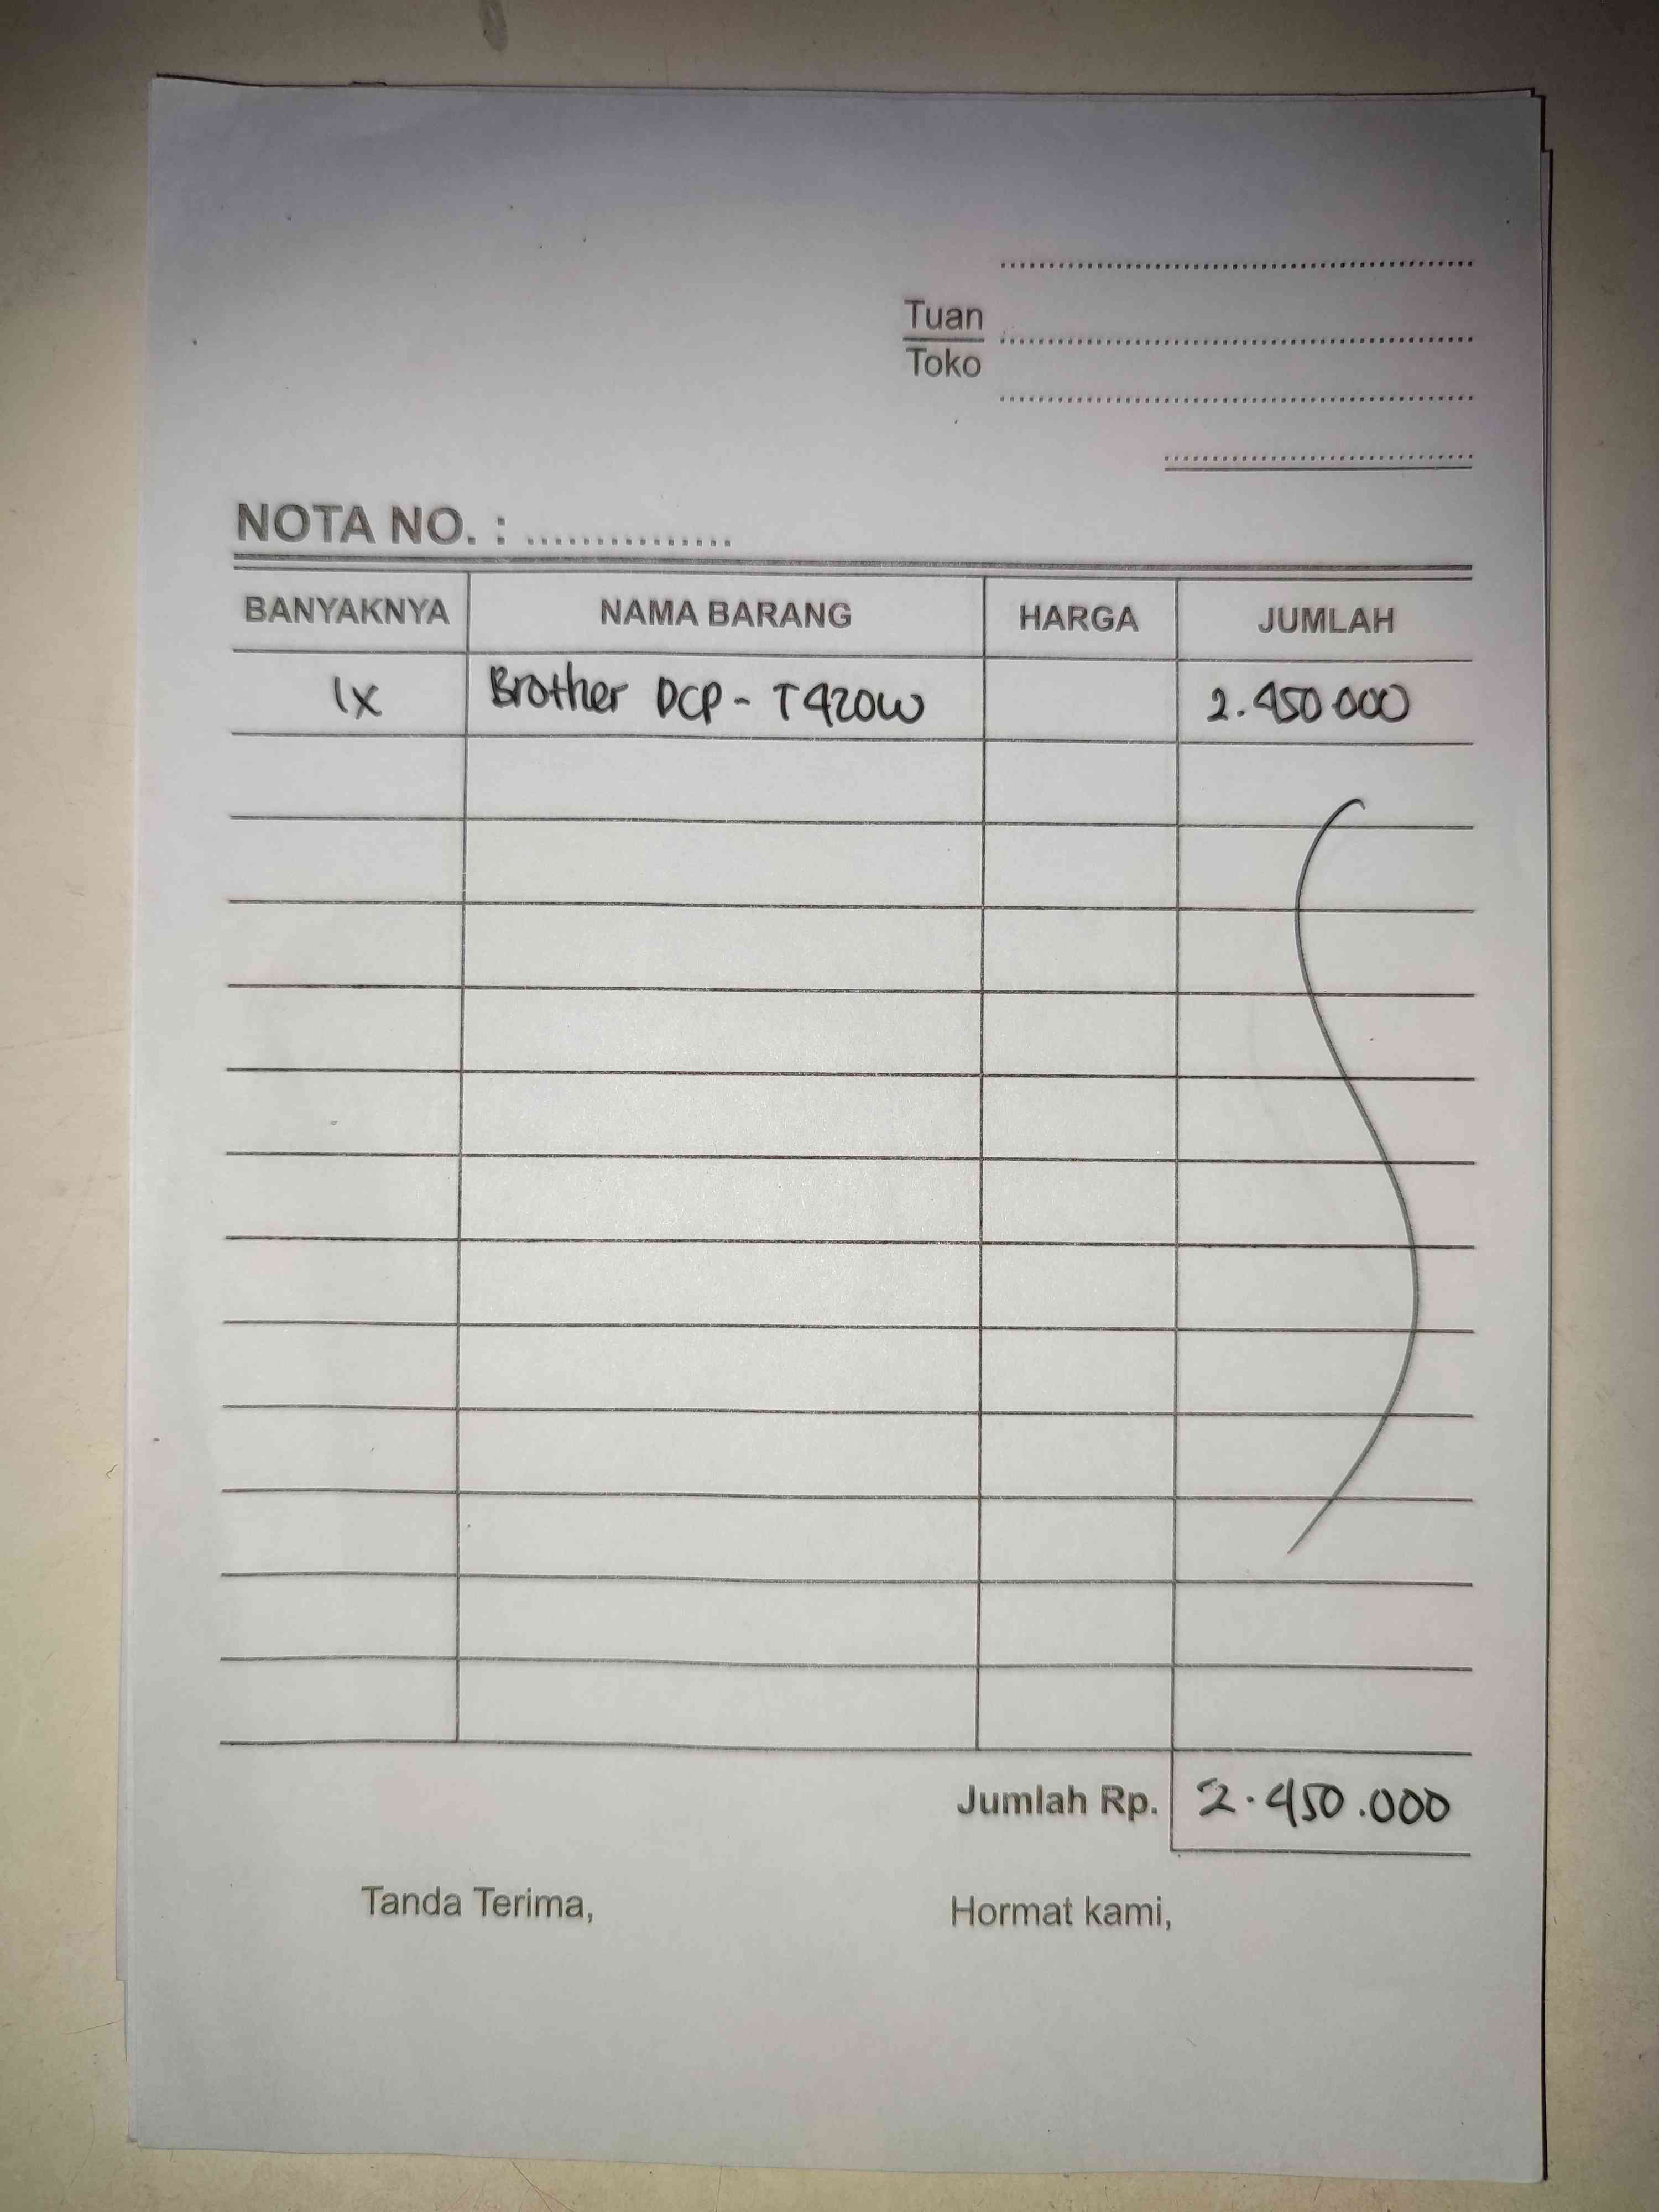 Tuan
Toko
NOTA NO. : ...............
BANYAKNYA NAMA BARANG HARGA JUMLAH
1x Brother DCP - T420W 2.450.000
Jumlah Rp. 2.450.000
Tanda Terima, Hormat kami,